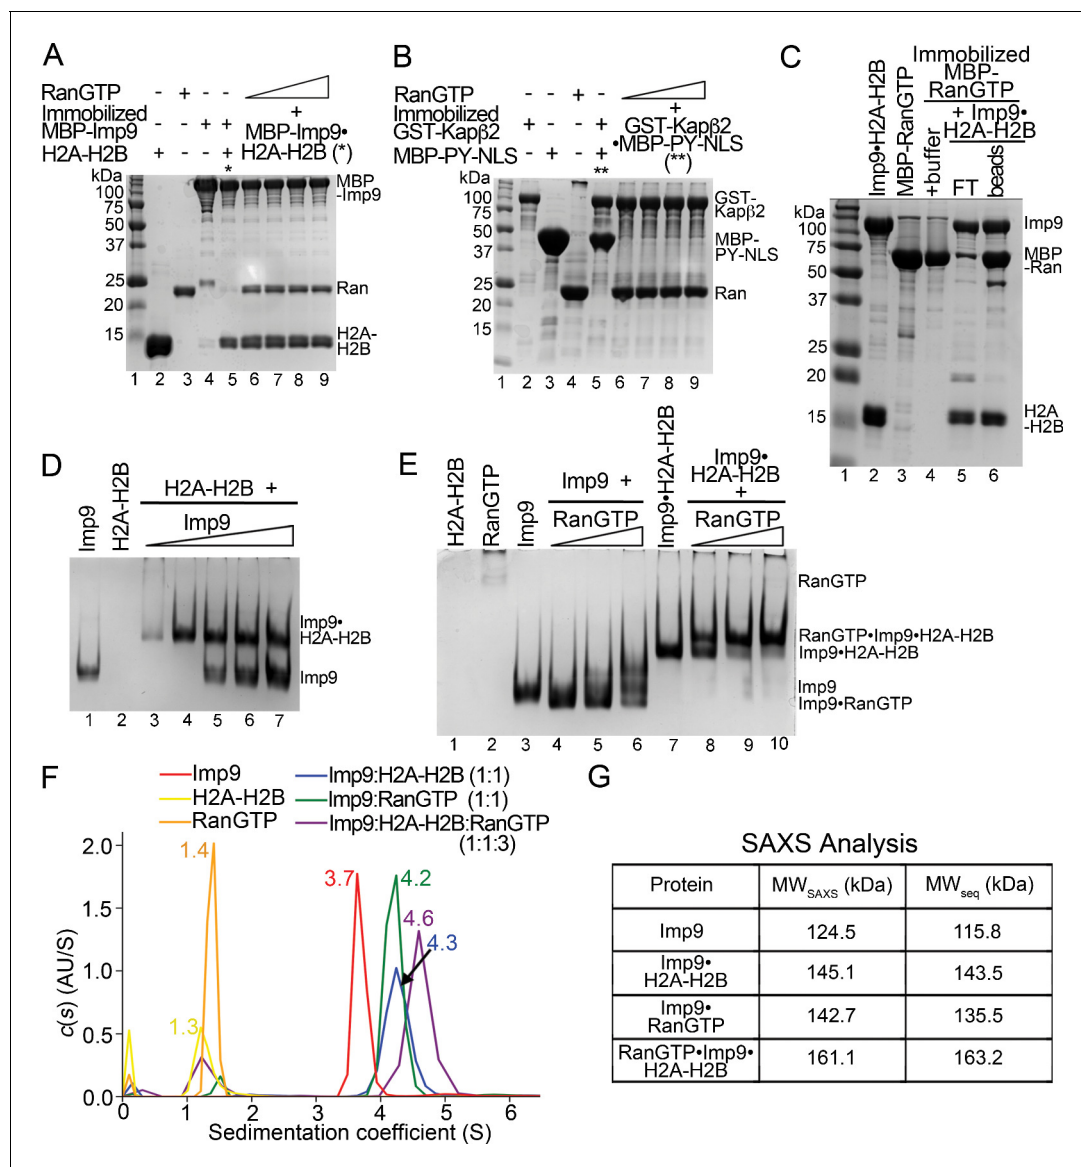 A
RanGTP - + - -
Immobilized
MBP-Imp9 - - + +
+
MBP-Imp9•
H2A-H2B + - - +
H2A-H2B (*)
*
kDa
100
75
50
37
25
20
15
MBP
-Imp9
Ran
H2A-
H2B
1 2 3 4 5 6 7 8 9
B
RanGTP - - + -
Immobilized
GST-Kapβ2 + - - +
+
GST-Kapβ2
MBP-PY-NLS - + - +
•MBP-PY-NLS
(**)
**
kDa
100
75
50
37
25
20
15
GST-
Kapβ2
MBP-
PY-NLS
Ran
1 2 3 4 5 6 7 8 9
C
Imp9•H2A-H2B
MBP-RanGTP
Immobilized
MBP-
RanGTP
+buffer
+ Imp9•
H2A-H2B
FT
beads
kDa
100
75
50
37
25
20
15
Imp9
MBP
-Ran
H2A
-H2B
1 2 3 4 5 6
D
Imp9
H2A-H2B
H2A-H2B +
Imp9
Imp9•
H2A-H2B
Imp9
1 2 3 4 5 6 7
E
H2A-H2B
RanGTP
Imp9
Imp9 +
RanGTP
Imp9•H2A-H2B
Imp9•
H2A-H2B
+
RanGTP
RanGTP
RanGTP•Imp9•H2A-H2B
Imp9•H2A-H2B
Imp9
Imp9•RanGTP
1 2 3 4 5 6 7 8 9 10
F
Imp9
H2A-H2B
RanGTP
Imp9:H2A-H2B (1:1)
Imp9:RanGTP (1:1)
Imp9:H2A-H2B:RanGTP
(1:1:3)
c(s) (AU/S)
2.0
1.5
1.0
0.5
0.0
1.4
1.3
3.7
4.2
4.6
4.3
0 1 2 3 4 5 6
Sedimentation coefficient (S)
G
SAXS Analysis
Protein MWSAXS (kDa) MWseq (kDa)
Imp9 124.5 115.8
Imp9•
H2A-H2B 145.1 143.5
Imp9•
RanGTP 142.7 135.5
RanGTP•Imp9•
H2A-H2B 161.1 163.2